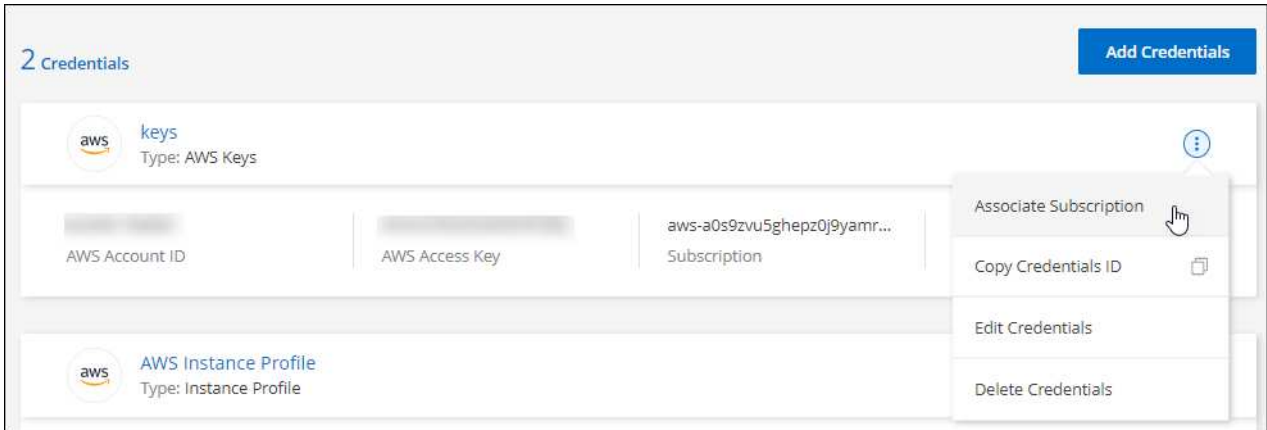 2 Credentials
Add Credentials
aws
keys
Type: AWS Keys
Associate Subscription
aws-a0s9zvu5ghepz0j9yamr...
AWS Account ID
AWS Access Key
Subscription
Copy Credentials ID
Edit Credentials
aws
AWS Instance Profile
Type: Instance Profile
Delete Credentials